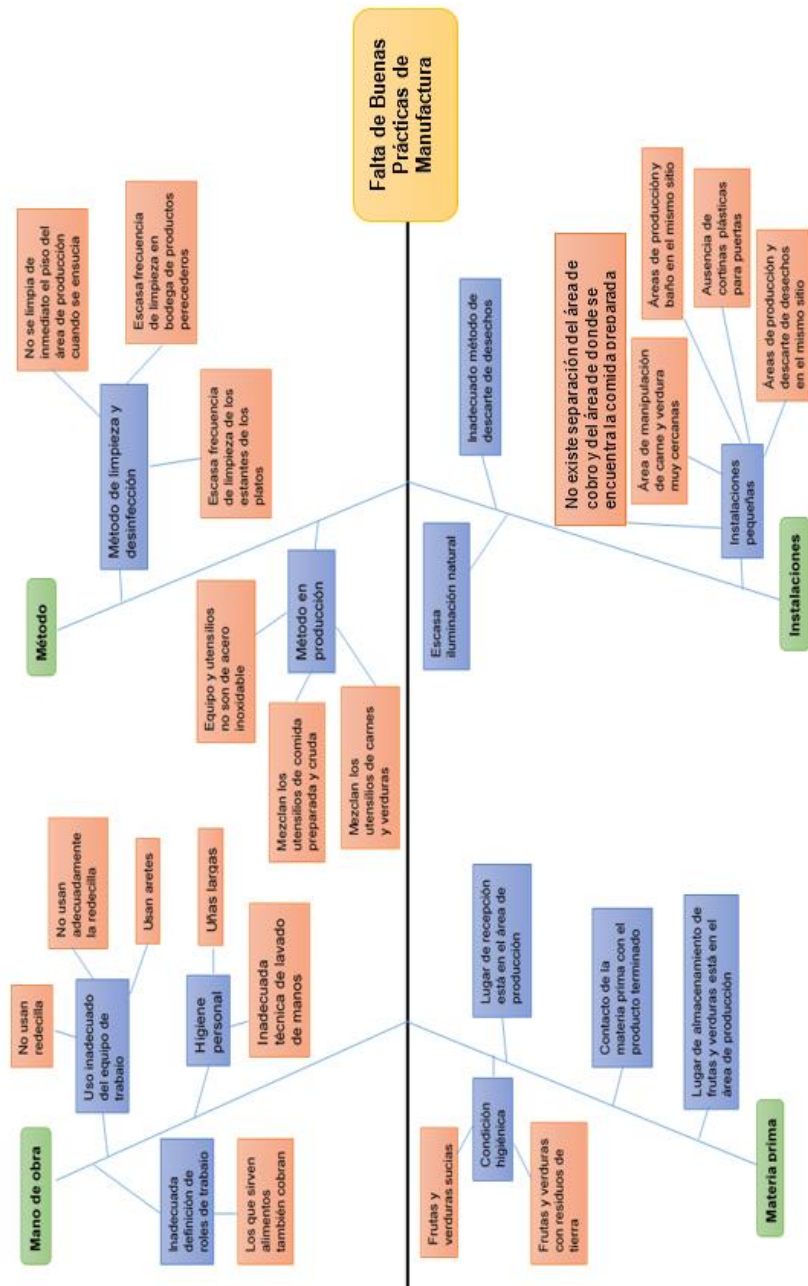 Mano de obra
No usan
redecilla
No usan
adecuadamente
la redecilla
Usan aretes
Uso inadecuado
del equipo de
trabajo
Higiene
personal
Uñas largas
Inadecuada
técnica de lavado
de manos
Inadecuada
definición de
roles de trabajo
Los que sirven
alimentos
también cobran
Método
No se limpia de
inmediato el piso del
área de producción
cuando se ensucia
Escasa frecuencia
de limpieza en
bodega de productos
perecederos
Método de limpieza y
desinfección
Escasa frecuencia
de limpieza de los
estantes de los
platos
Equipo y utensilios
no son de acero
inoxidable
Método en
producción
Mezclan los
utensilios de comida
preparada y cruda
Mezclan los
utensilios de carnes
y verduras
Falta de Buenas
Prácticas de
Manufactura
Frutas y
verduras sucias
Condición
higiénica
Frutas y verduras
con residuos de
tierra
Lugar de recepción
está en el área de
producción
Contacto de la
materia prima con el
producto terminado
Lugar de almacenamiento de
frutas y verduras está en el
área de producción
Materia prima
Escasa
iluminación natural
Inadecuado método de
descarte de desechos
No existe separación del área de
cobro y del área de donde se
encuentra la comida preparada
Área de manipulación
de carne y verdura
muy cercanas
Áreas de producción y
baño en el mismo sitio
Ausencia de
cortinas plásticas
para puertas
Áreas de producción y
descarte de desechos
en el mismo sitio
Instalaciones
pequeñas
Instalaciones